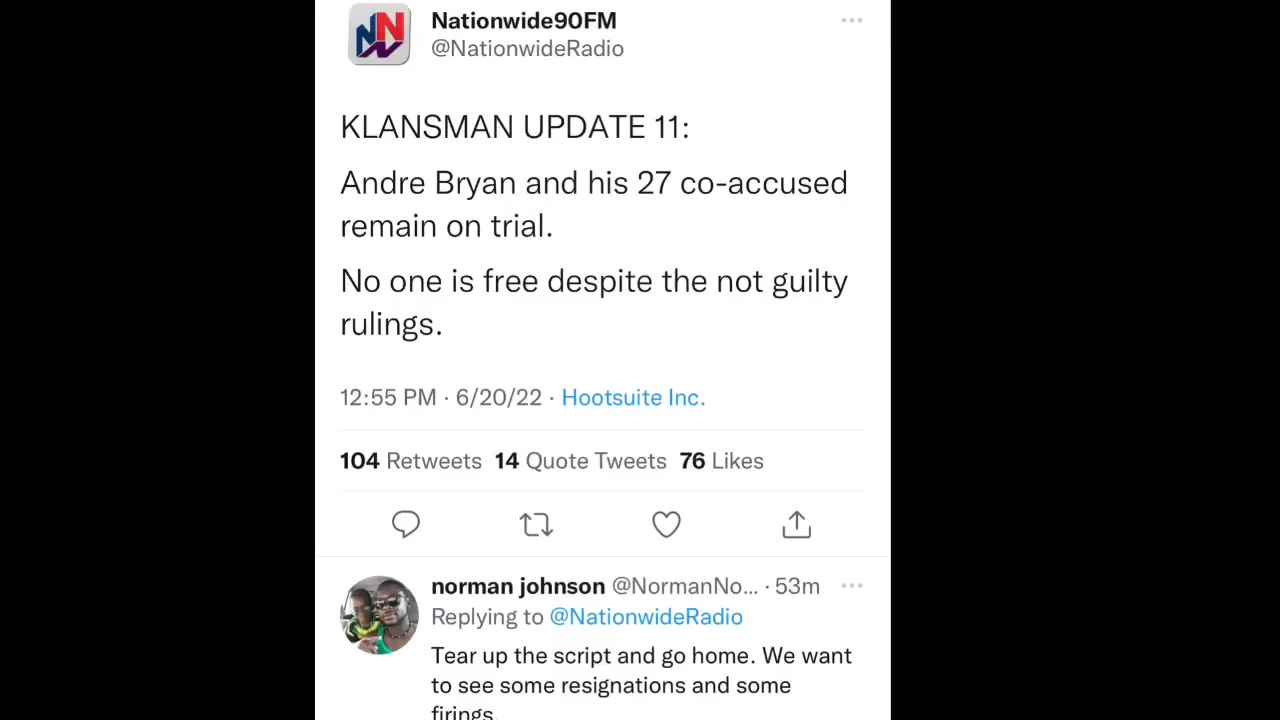 Nationwide90FM
@NationwideRadio
KLANSMAN UPDATE 11:
Andre Bryan and his 27 co-accused
remain on trial.
No one is free despite the not guilty
rulings.
12:55 PM · 6/20/22 · Hootsuite Inc.
104 Retweets 14 Quote Tweets 76 Likes
norman johnson @NormanNo... · 53m
Replying to @NationwideRadio
Tear up the script and go home. We want
to see some resignations and some
firings.